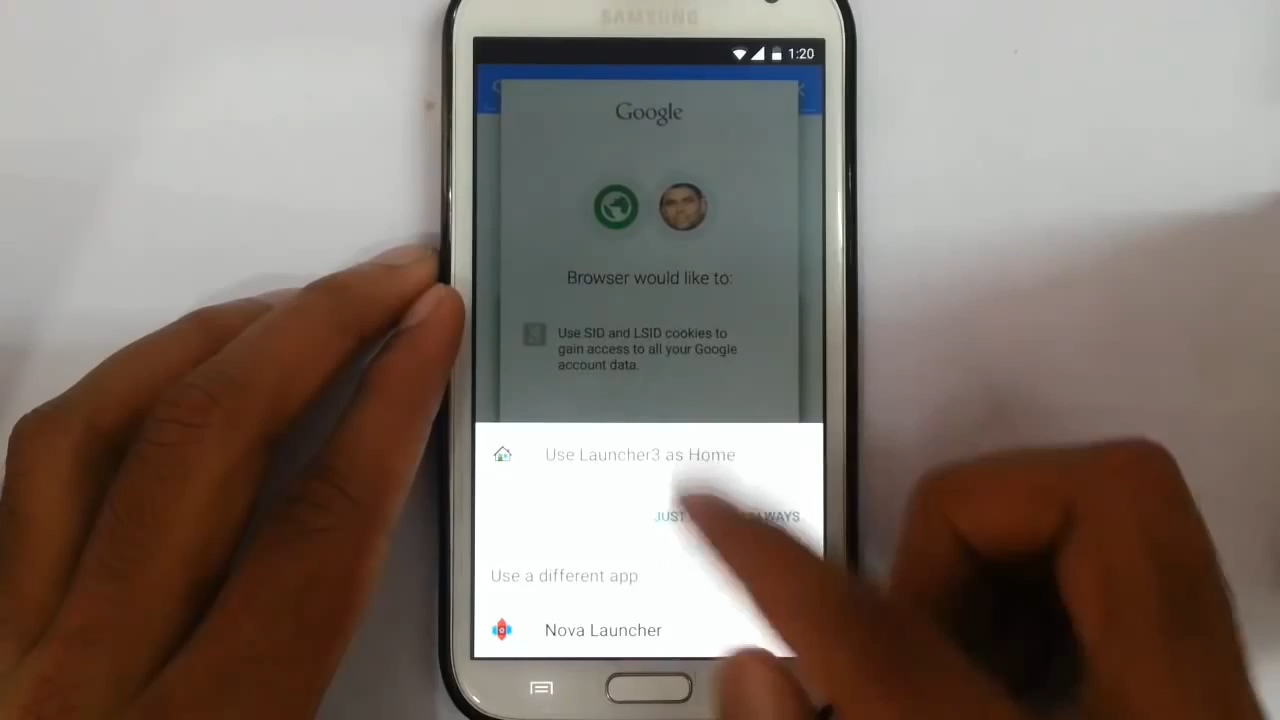 SAMSUNG
1:20
Google
Browser would like to:
Use SID and LSID cookies to
gain access to all your Google
account data.
Use Launcher3 as Home
JUST
Use a different app
Nova Launcher